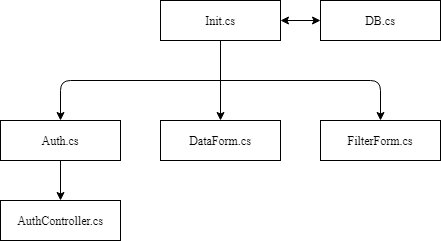 Init.cs
DB.cs
Auth.cs
DataForm.cs
FilterForm.cs
AuthController.cs